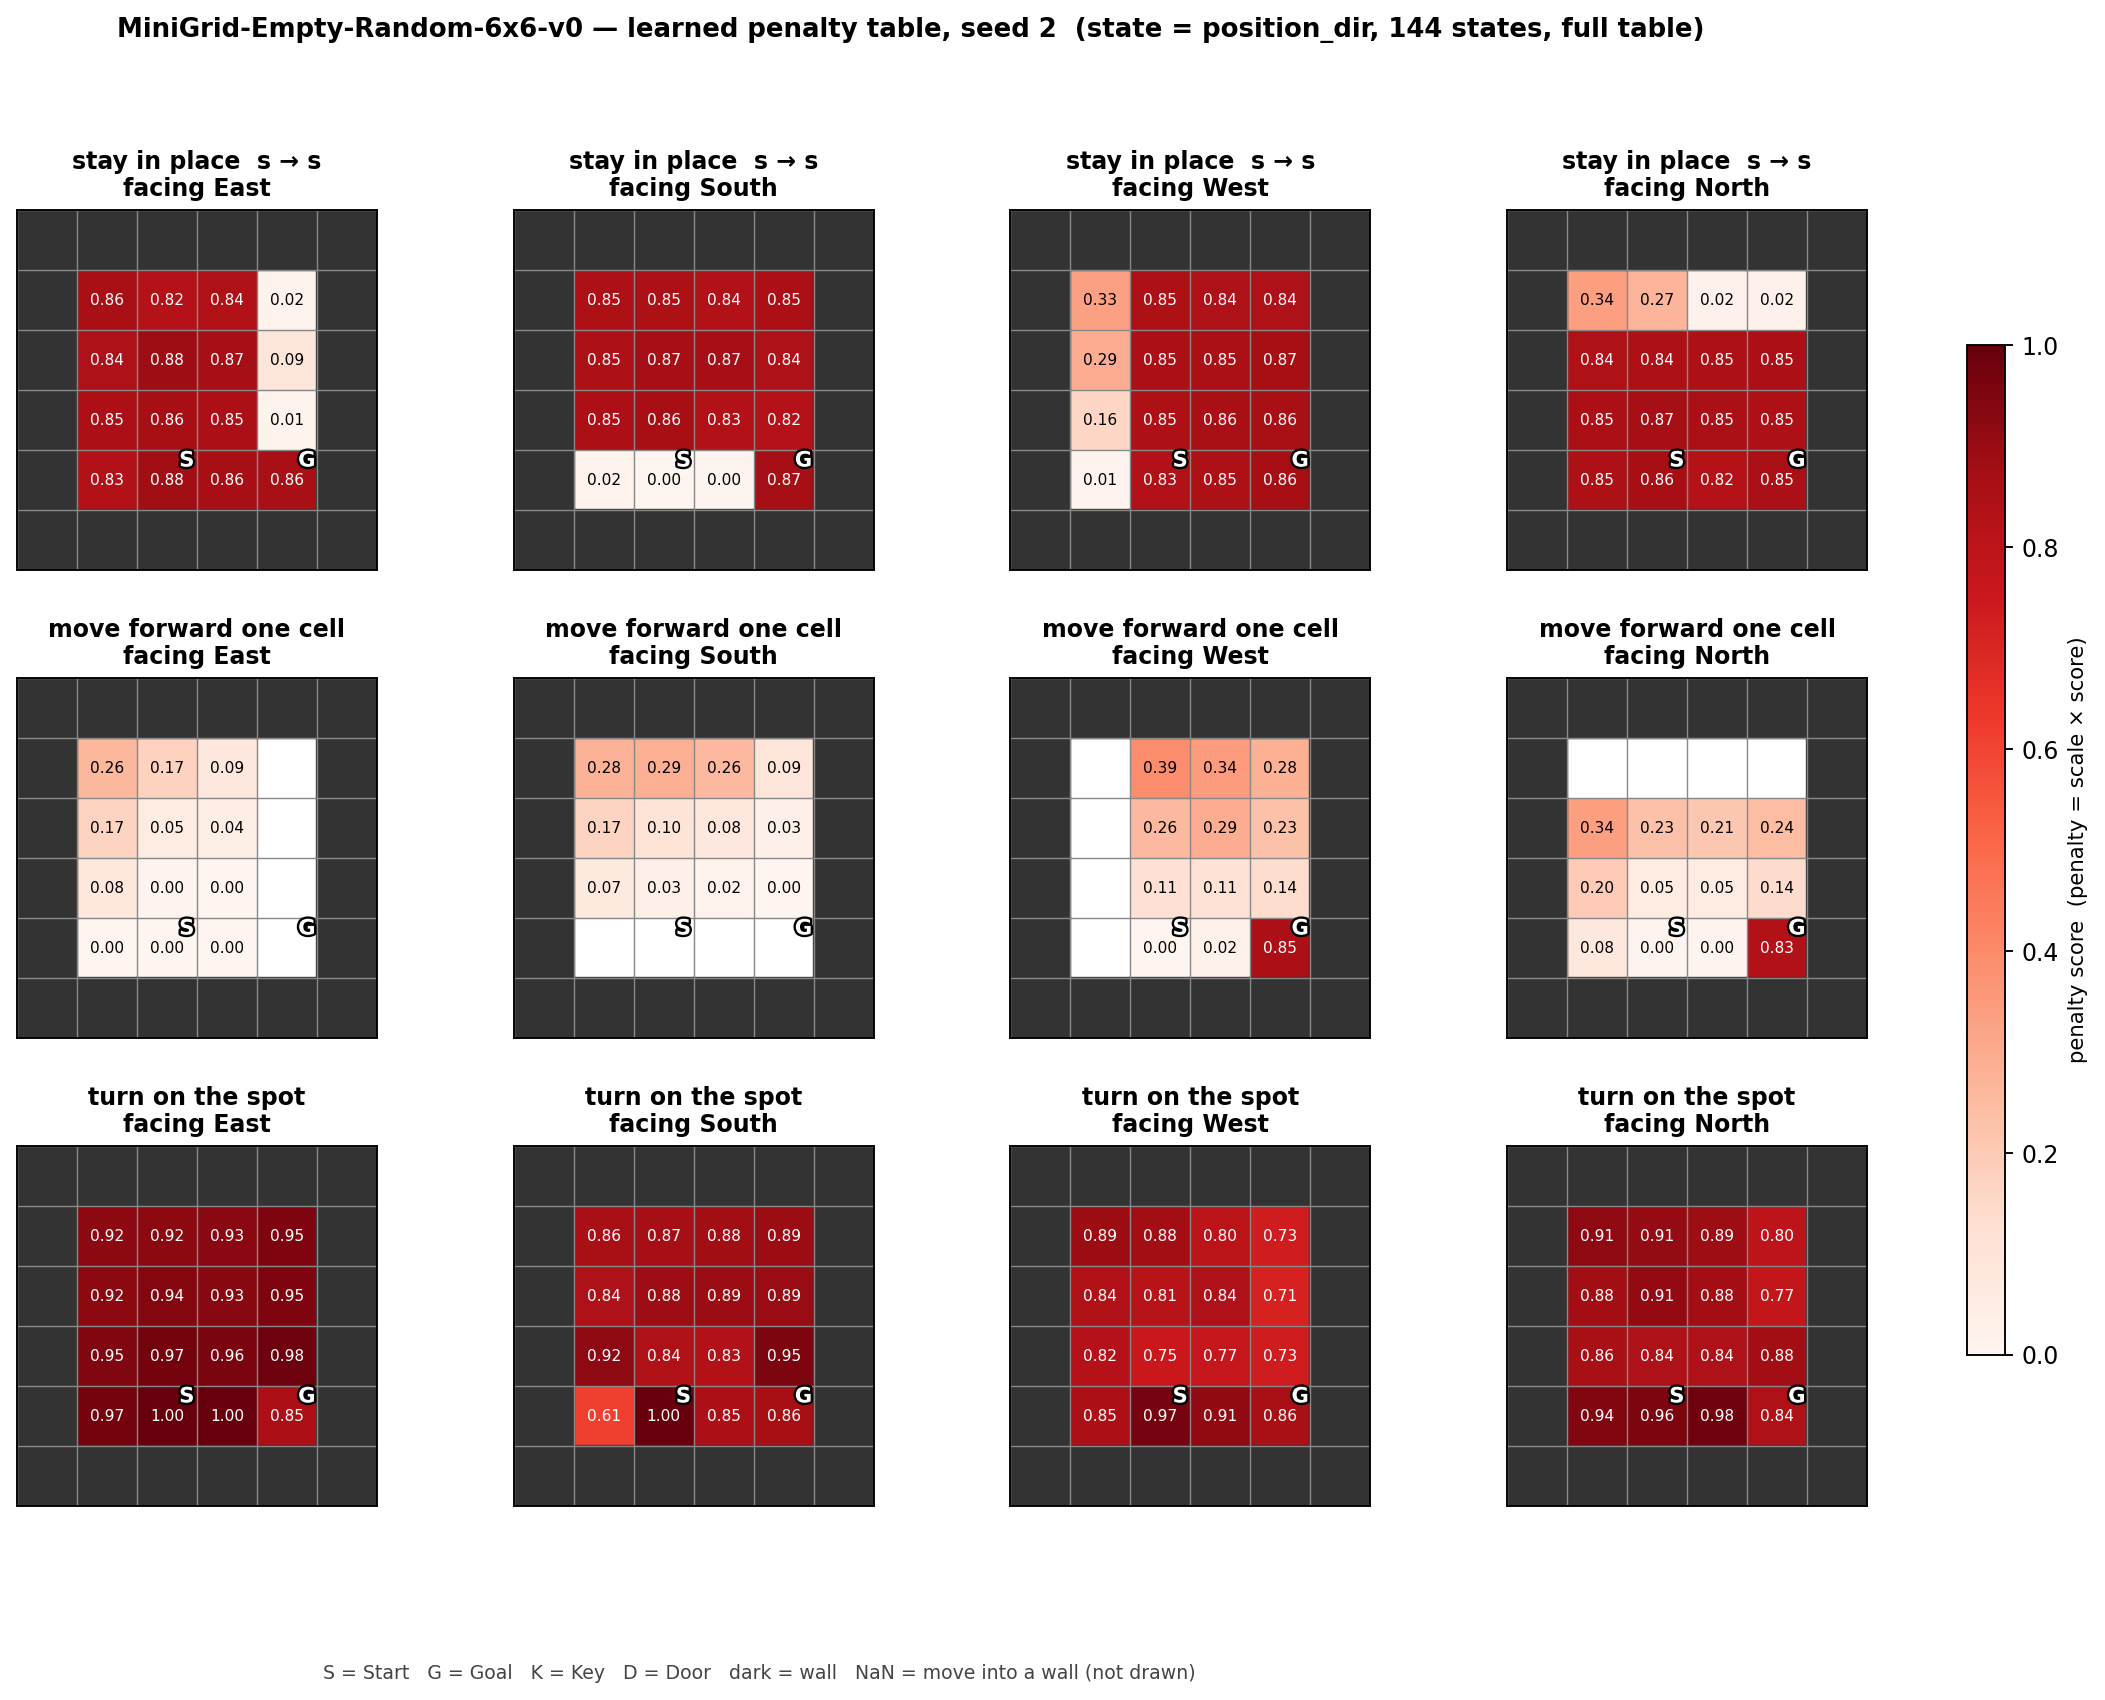 MiniGrid-Empty-Random-6x6-v0 — learned penalty table, seed 2  (state = position_dir, 144 states, full table)
stay in place  s → s
facing East
stay in place  s → s
facing South
stay in place  s → s
facing West
stay in place  s → s
facing North
0.86 0.82 0.84 0.02
0.84 0.88 0.87 0.09
0.85 0.86 0.85 0.01
S G
0.83 0.88 0.86 0.86
0.85 0.85 0.84 0.85
0.85 0.87 0.87 0.84
0.85 0.86 0.83 0.82
S G
0.02 0.00 0.00 0.87
0.33 0.85 0.84 0.84
0.29 0.85 0.85 0.87
0.16 0.85 0.86 0.86
S G
0.01 0.83 0.85 0.86
0.34 0.27 0.02 0.02
0.84 0.84 0.85 0.85
0.85 0.87 0.85 0.85
S G
0.85 0.86 0.82 0.85
move forward one cell
facing East
move forward one cell
facing South
move forward one cell
facing West
move forward one cell
facing North
0.26 0.17 0.09
0.17 0.05 0.04
0.08 0.00 0.00
S G
0.00 0.00 0.00
0.28 0.29 0.26 0.09
0.17 0.10 0.08 0.03
0.07 0.03 0.02 0.00
S G
0.39 0.34 0.28
0.26 0.29 0.23
0.11 0.11 0.14
S G
0.00 0.02 0.85
0.34 0.23 0.21 0.24
0.20 0.05 0.05 0.14
S G
0.08 0.00 0.00 0.83
turn on the spot
facing East
turn on the spot
facing South
turn on the spot
facing West
turn on the spot
facing North
0.92 0.92 0.93 0.95
0.92 0.94 0.93 0.95
0.95 0.97 0.96 0.98
S G
0.97 1.00 1.00 0.85
0.86 0.87 0.88 0.89
0.84 0.88 0.89 0.89
0.92 0.84 0.83 0.95
S G
0.61 1.00 0.85 0.86
0.89 0.88 0.80 0.73
0.84 0.81 0.84 0.71
0.82 0.75 0.77 0.73
S G
0.85 0.97 0.91 0.86
0.91 0.91 0.89 0.80
0.88 0.91 0.88 0.77
0.86 0.84 0.84 0.88
S G
0.94 0.96 0.98 0.84
1.0
0.8
0.6
0.4
0.2
0.0
penalty score  (penalty = scale × score)
S = Start   G = Goal   K = Key   D = Door   dark = wall   NaN = move into a wall (not drawn)